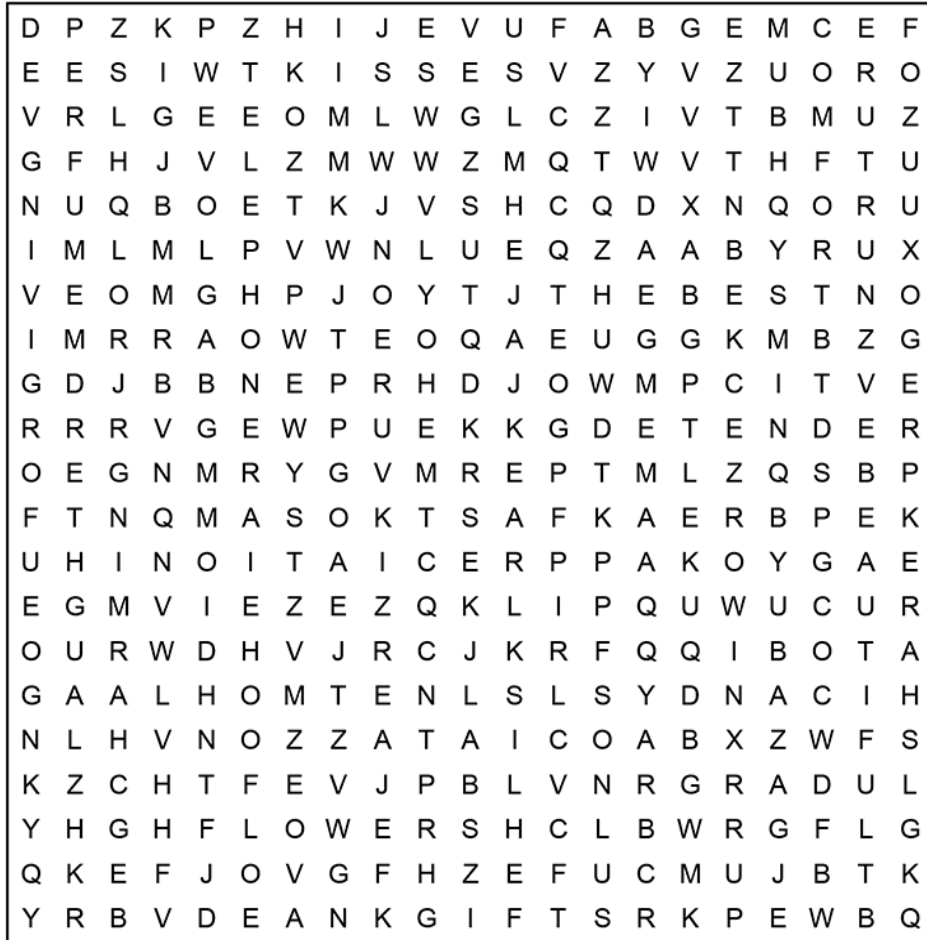 D P Z K P Z H I J E V U F A B G E M C E F
E E S I W T K I S S E S V Z Y V Z U O R O
V R L G E E O M L W G L C Z I V T B M U Z
G F H J V L Z M W W Z M Q T W V T H F T U
N U Q B O E T K J V S H C Q D X N Q O R U
I M L M L P V W N L U E Q Z A A B Y R U X
V E O M G H P J O Y T J T H E B E S T N O
I M R R A O W T E O Q A E U G G K M B Z G
G D J B B N E P R H D J O W M P C I T V E
R R R V G E W P U E K K G D E T E N D E R
O E G N M R Y G V M R E P T M L Z Q S B P
F T N Q M A S O K T S A F K A E R B P E K
U H I N O I T A I C E R P P A K O Y G A E
E G M V I E Z E Z Q K L I P Q U W U C U R
O U R W D H V J R C J K R F Q Q I B O T A
G A A L H O M T E N L S L S Y D N A C I H
N L H V N O Z Z A T A I C O A B X Z W F S
K Z C H T F E V J P B L V N R G R A D U L
Y H G H F L O W E R S H C L B W R G F L G
Q K E F J O V G F H Z E F U C M U J B T K
Y R B V D E A N K G I F T S R K P E W B Q